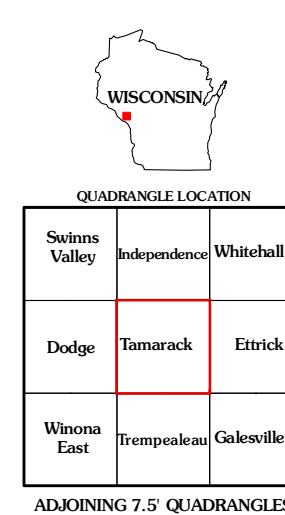 WISCONSIN
QUADRANGLE LOCATION
Swinns
Valley
Independence
Whitehall
Dodge
Tamarack
Ettrick
Winona
East
Trempealeau
Galesville
ADJOINING 7.5' QUADRANGLES